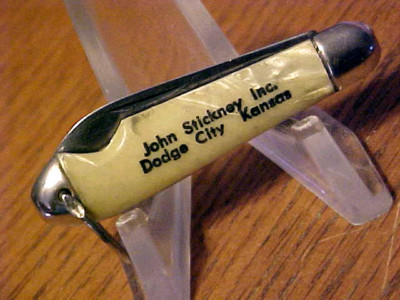 John Stickney Inc.
Dodge City Kansas